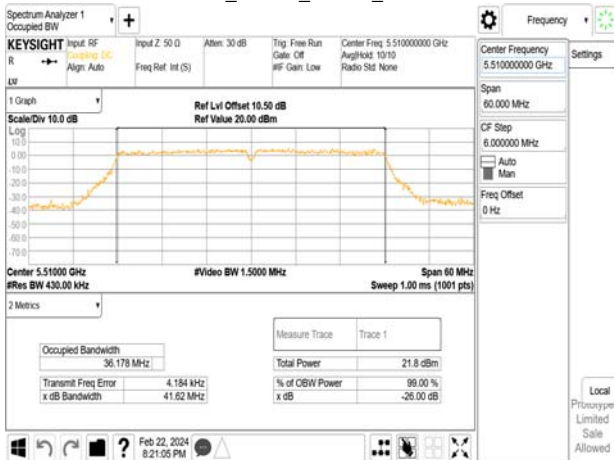 Spectrum Analyzer 1
Occupied BW
Frequency
KEYSIGHT Input: RF Input Z: 50 Ω Atten: 30 dB Trig: Free Run Center Freq: 5.510000000 GHz
R Coupling: DC Gate: Off Avg|Hold: 10/10
Align: Auto Freq Ref: Int (S) #IF Gain: Low Radio Std: None
Center Frequency
5.510000000 GHz
Settings
Span
60.000 MHz
CF Step
6.000000 MHz
Auto
Man
Freq Offset
0 Hz
1 Graph
Ref Lvl Offset 10.50 dB
Scale/Div 10.0 dB Ref Value 20.00 dBm
Log
10.0
0.00
-10.0
-20.0
-30.0
-40.0
-50.0
-60.0
-70.0
Center 5.51000 GHz #Video BW 1.5000 MHz Span 60 MHz
#Res BW 430.00 kHz Sweep 1.00 ms (1001 pts)
2 Metrics
Measure Trace Trace 1
Occupied Bandwidth
36.178 MHz Total Power 21.8 dBm
Transmit Freq Error 4.184 kHz % of OBW Power 99.00 %
x dB Bandwidth 41.62 MHz x dB -26.00 dB
Local
Prototype
Limited
Sale
Allowed
Feb 22, 2024
8:21:05 PM